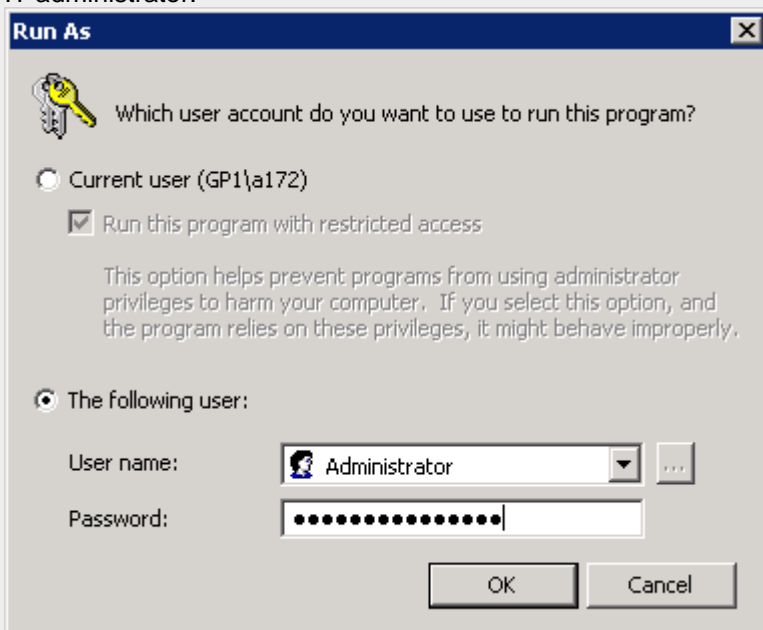 IT administrator.
Run As
Which user account do you want to use to run this program?
Current user (GP1\a172)
Run this program with restricted access
This option helps prevent programs from using administrator
privileges to harm your computer. If you select this option, and
the program relies on these privileges, it might behave improperly.
The following user:
User name:
Administrator
...
Password:
●●●●●●●●●●●●●●●
OK
Cancel